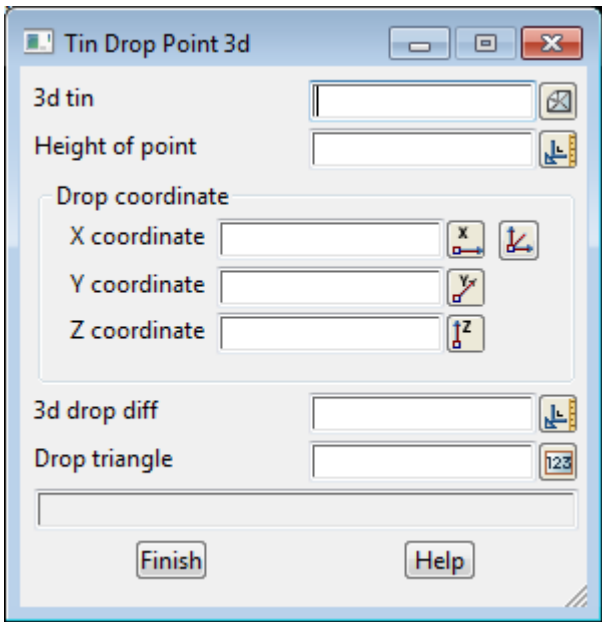 Tin Drop Point 3d
3d tin
Height of point
Drop coordinate
X coordinate X
Y coordinate Y
Z coordinate Z
3d drop diff
Drop triangle 123
Finish Help